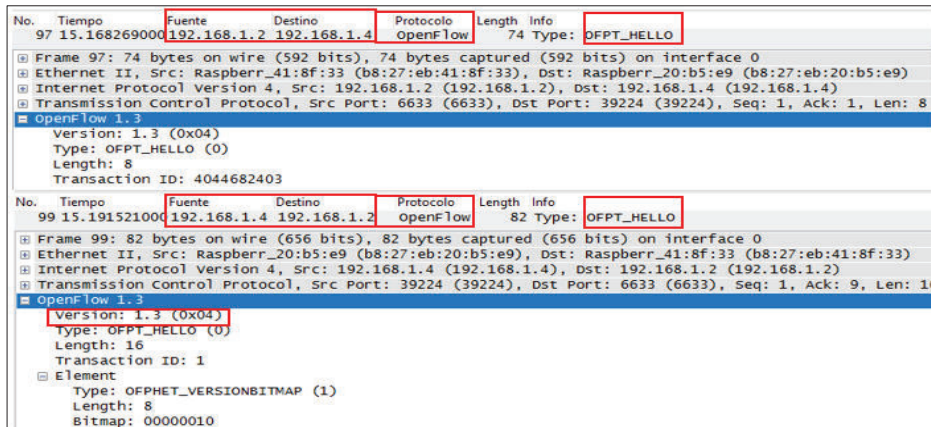 No. Tiempo Fuente Destino Protocolo Length Info
97 15.168269000 192.168.1.2 192.168.1.4 OpenFlow 74 Type: OFPT_HELLO
Frame 97: 74 bytes on wire (592 bits), 74 bytes captured (592 bits) on interface 0
Ethernet II, Src: Raspberr_41:8f:33 (b8:27:eb:41:8f:33), Dst: Raspberr_20:b5:e9 (b8:27:eb:20:b5:e9)
Internet Protocol Version 4, Src: 192.168.1.2 (192.168.1.2), Dst: 192.168.1.4 (192.168.1.4)
Transmission Control Protocol, Src Port: 6633 (6633), Dst Port: 39224 (39224), Seq: 1, Ack: 1, Len: 8
OpenFlow 1.3
Version: 1.3 (0x04)
Type: OFPT_HELLO (0)
Length: 8
Transaction ID: 4044682403
No. Tiempo Fuente Destino Protocolo Length Info
99 15.191521000 192.168.1.4 192.168.1.2 OpenFlow 82 Type: OFPT_HELLO
Frame 99: 82 bytes on wire (656 bits), 82 bytes captured (656 bits) on interface 0
Ethernet II, Src: Raspberr_20:b5:e9 (b8:27:eb:20:b5:e9), Dst: Raspberr_41:8f:33 (b8:27:eb:41:8f:33)
Internet Protocol Version 4, Src: 192.168.1.4 (192.168.1.4), Dst: 192.168.1.2 (192.168.1.2)
Transmission Control Protocol, Src Port: 39224 (39224), Dst Port: 6633 (6633), Seq: 1, Ack: 9, Len: 1
OpenFlow 1.3
Version: 1.3 (0x04)
Type: OFPT_HELLO (0)
Length: 16
Transaction ID: 1
Element
Type: OFPHET_VERSIONBITMAP (1)
Length: 8
Bitmap: 00000010